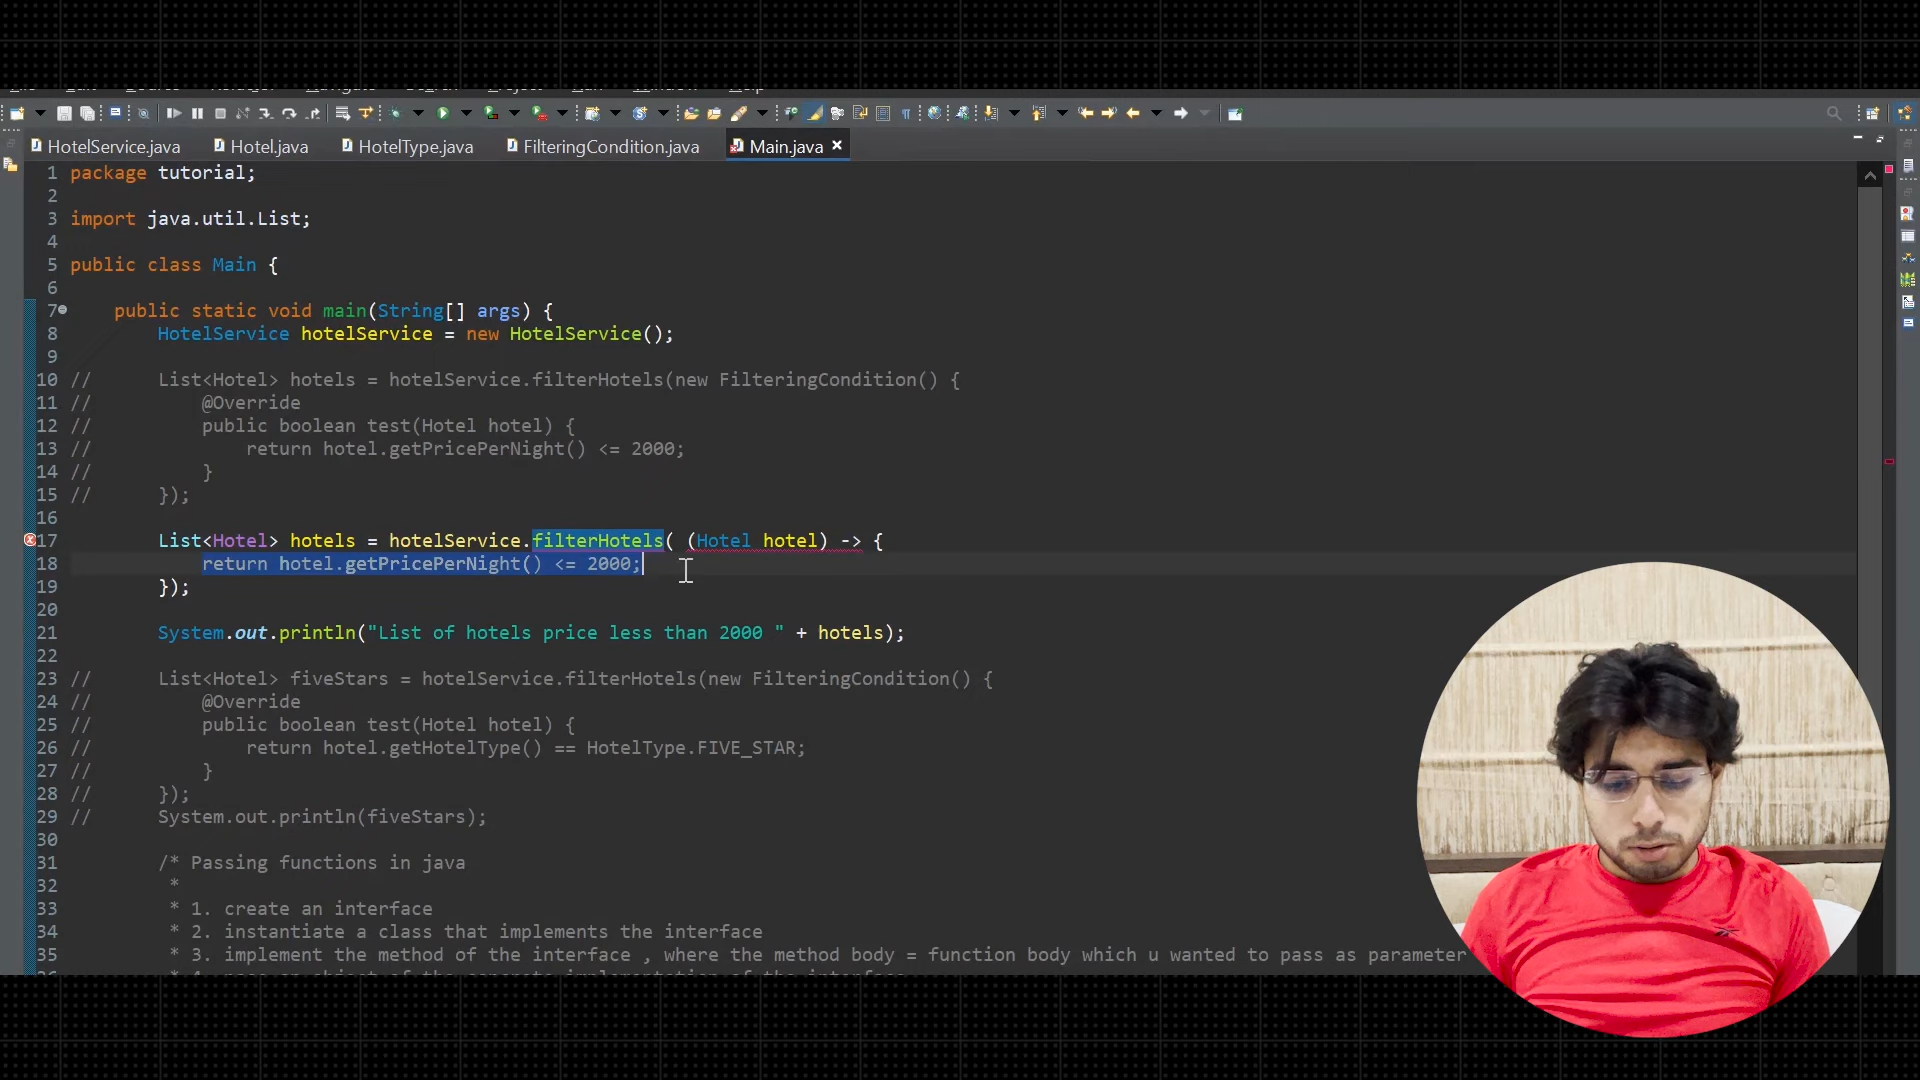 HotelService.java Hotel.java HotelType.java FilteringCondition.java Main.java
1 package tutorial;
2
3 import java.util.List;
4
5 public class Main {
6
7 public static void main(String[] args) {
8 HotelService hotelService = new HotelService();
9
10 // List<Hotel> hotels = hotelService.filterHotels(new FilteringCondition() {
11 // @Override
12 // public boolean test(Hotel hotel) {
13 // return hotel.getPricePerNight() <= 2000;
14 // }
15 // });
16
17 List<Hotel> hotels = hotelService.filterHotels( (Hotel hotel) -> {
18 return hotel.getPricePerNight() <= 2000;
19 });
20
21 System.out.println("List of hotels price less than 2000 " + hotels);
22
23 // List<Hotel> fiveStars = hotelService.filterHotels(new FilteringCondition() {
24 // @Override
25 // public boolean test(Hotel hotel) {
26 // return hotel.getHotelType() == HotelType.FIVE_STAR;
27 // }
28 // });
29 // System.out.println(fiveStars);
30
31 /* Passing functions in java
32 *
33 * 1. create an interface
34 * 2. instantiate a class that implements the interface
35 * 3. implement the method of the interface , where the method body = function body which u wanted to pass as parameter